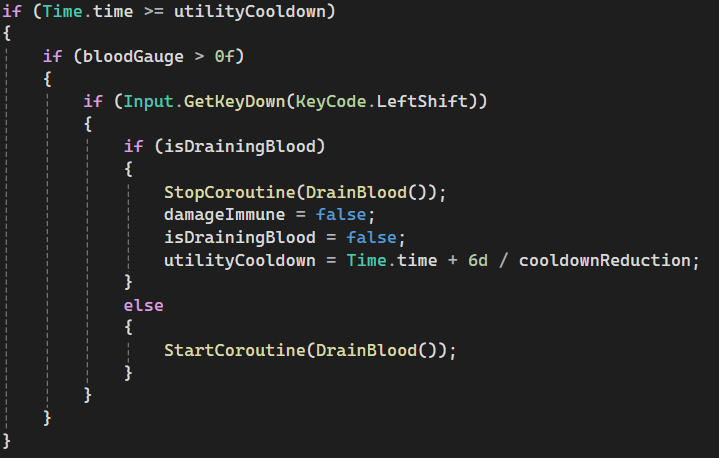 if (Time.time >= utilityCooldown)
{
if (bloodGauge > 0f)
{
if (Input.GetKeyDown(KeyCode.LeftShift))
{
if (isDrainingBlood)
{
StopCoroutine(DrainBlood());
damageImmune = false;
isDrainingBlood = false;
utilityCooldown = Time.time + 6d / cooldownReduction;
}
else
{
StartCoroutine(DrainBlood());
}
}
}
}